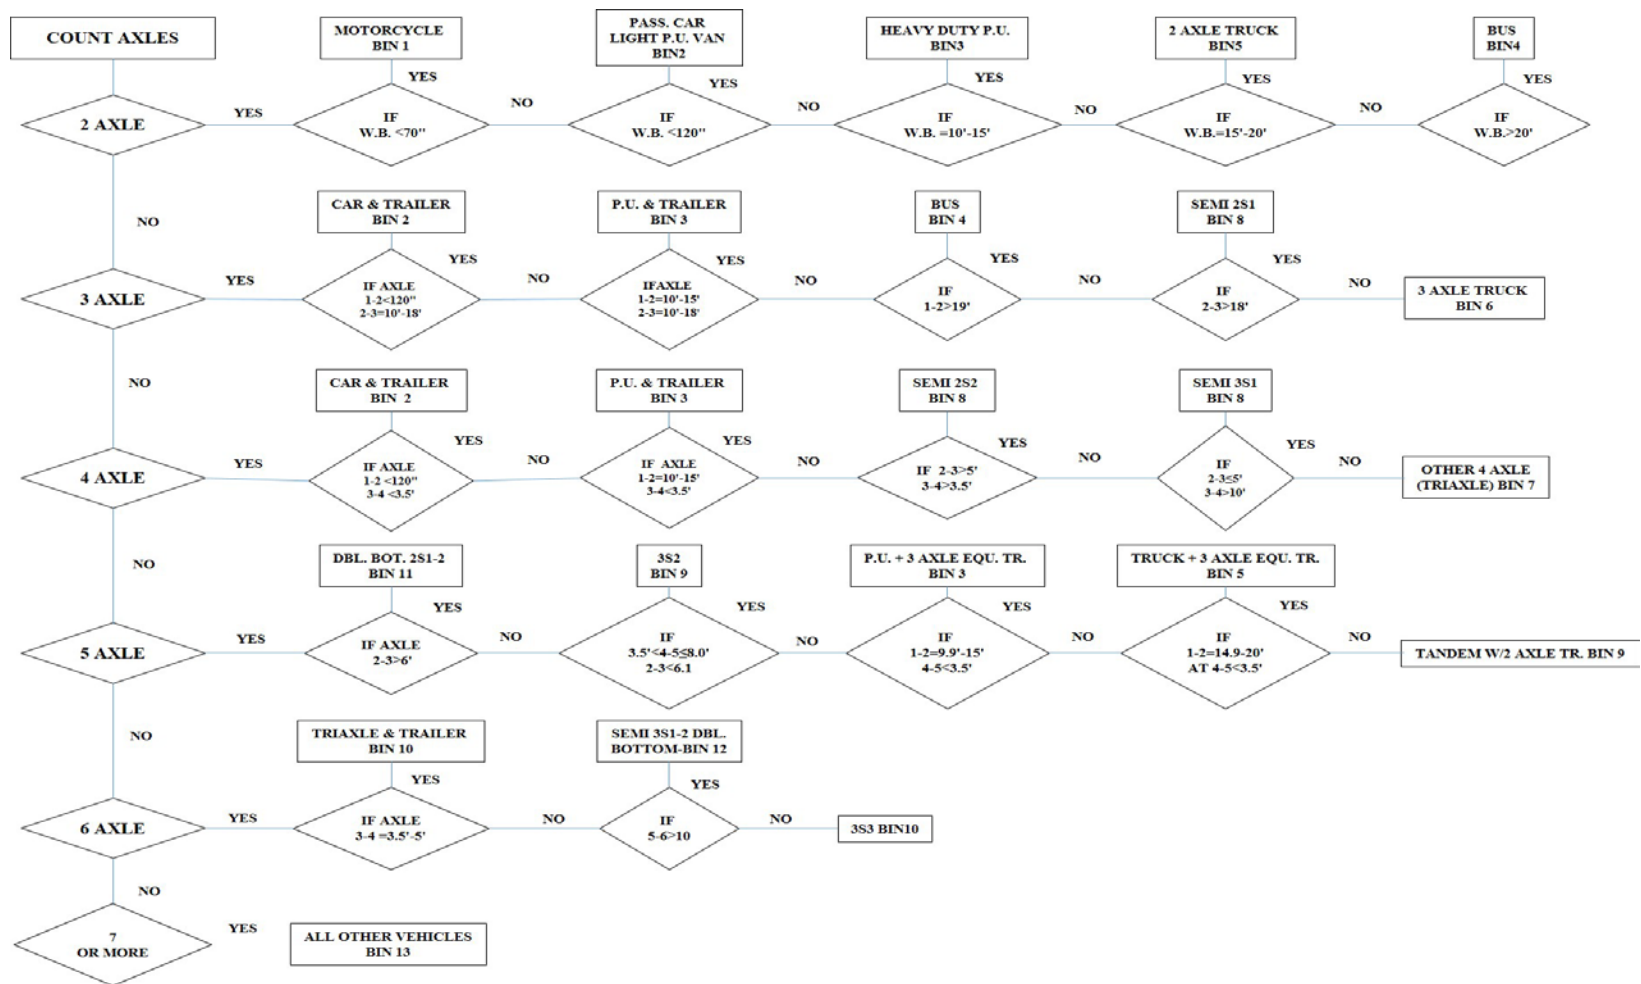 COUNT AXLES
MOTORCYCLE
BIN 1
PASS. CAR
LIGHT P.U. VAN
BIN2
HEAVY DUTY P.U.
BIN3
2 AXLE TRUCK
BIN5
BUS
BIN4
YES
YES
YES
YES
YES
2 AXLE
YES
IF
W.B. <70"
NO
IF
W.B. <120"
NO
IF
W.B. =10'-15'
NO
IF
W.B.=15'-20'
NO
IF
W.B.>20'
NO
CAR & TRAILER
BIN 2
P.U. & TRAILER
BIN 3
BUS
BIN 4
SEMI 2S1
BIN 8
YES
YES
YES
YES
3 AXLE
YES
IF AXLE
1-2<120"
2-3=10'-18'
NO
IFAXLE
1-2=10'-15'
2-3=10'-18'
NO
IF
1-2>19'
NO
IF
2-3>18'
NO
3 AXLE TRUCK
BIN 6
NO
CAR & TRAILER
BIN 2
P.U. & TRAILER
BIN 3
SEMI 2S2
BIN 8
SEMI 3S1
BIN 8
YES
YES
YES
YES
4 AXLE
YES
IF AXLE
1-2 <120"
3-4 <3.5'
NO
IF AXLE
1-2=10'-15'
3-4<3.5'
NO
IF 2-3>5'
3-4>3.5'
NO
IF
2-3≤5'
3-4>10'
NO
OTHER 4 AXLE
(TRIAXLE) BIN 7
NO
DBL. BOT. 2S1-2
BIN 11
3S2
BIN 9
P.U. + 3 AXLE EQU. TR.
BIN 3
TRUCK + 3 AXLE EQU. TR.
BIN 5
YES
YES
YES
YES
5 AXLE
YES
IF AXLE
2-3>6'
NO
IF
3.5'<4-5≤8.0'
2-3<6.1
NO
IF
1-2=9.9'-15'
4-5<3.5'
NO
IF
1-2=14.9-20'
AT 4-5<3.5'
NO
TANDEM W/2 AXLE TR. BIN 9
NO
TRIAXLE & TRAILER
BIN 10
SEMI 3S1-2 DBL.
BOTTOM-BIN 12
YES
YES
6 AXLE
YES
IF AXLE
3-4 =3.5'-5'
NO
IF
5-6>10
NO
3S3 BIN10
NO
7
OR MORE
YES
ALL OTHER VEHICLES
BIN 13